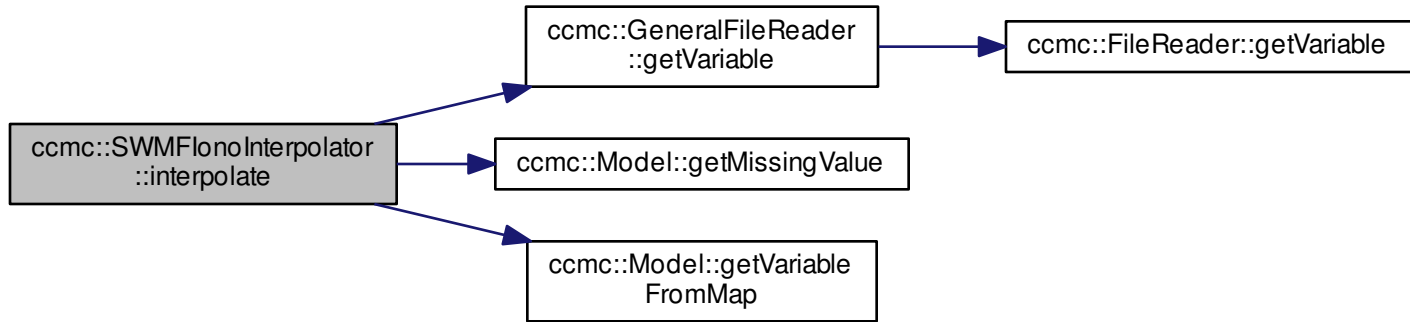 ccmc::GeneralFileReader
::getVariable
ccmc::FileReader::getVariable
ccmc::SWMFIonoInterpolator
::interpolate
ccmc::Model::getMissingValue
ccmc::Model::getVariable
FromMap